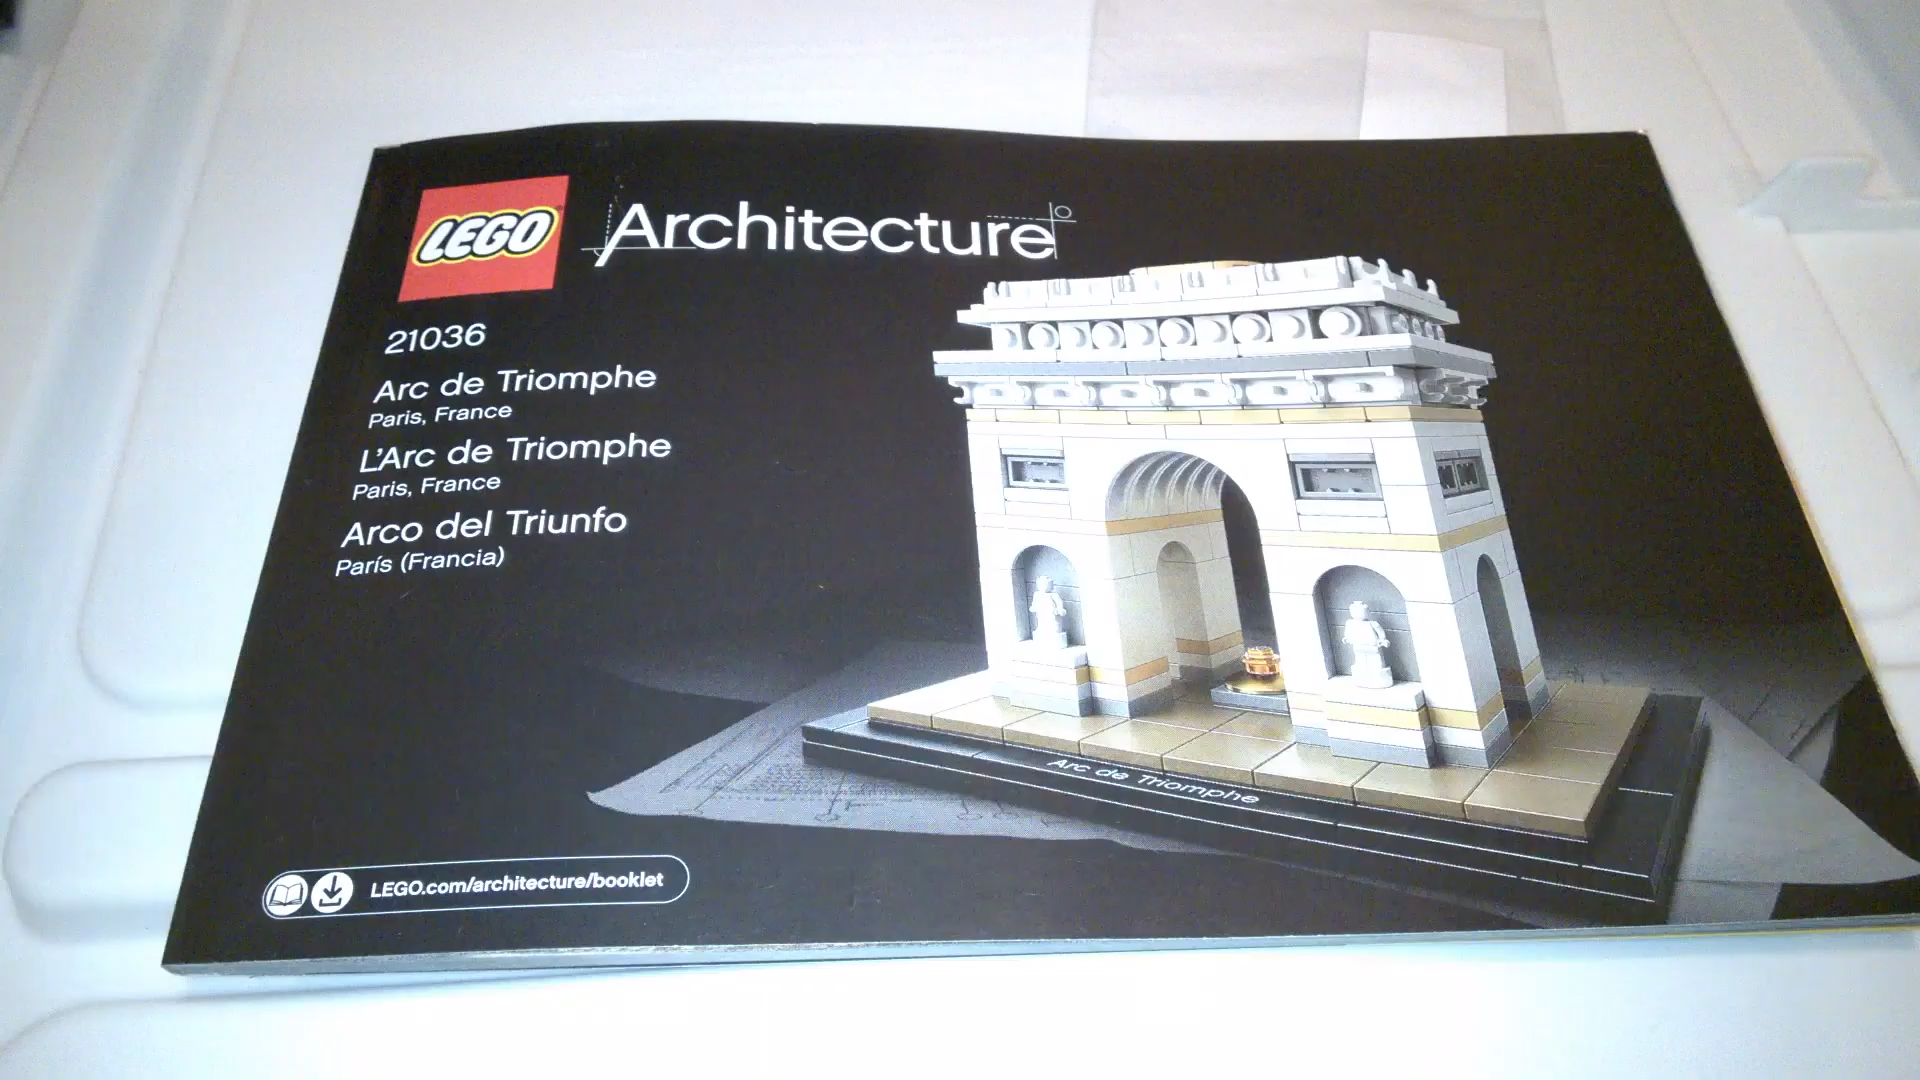 LEGO
Architecture
21036
Arc de Triomphe
Paris, France
L'Arc de Triomphe
Paris, France
Arco del Triunfo
París (Francia)
Arc de Triomphe
LEGO.com/architecture/booklet